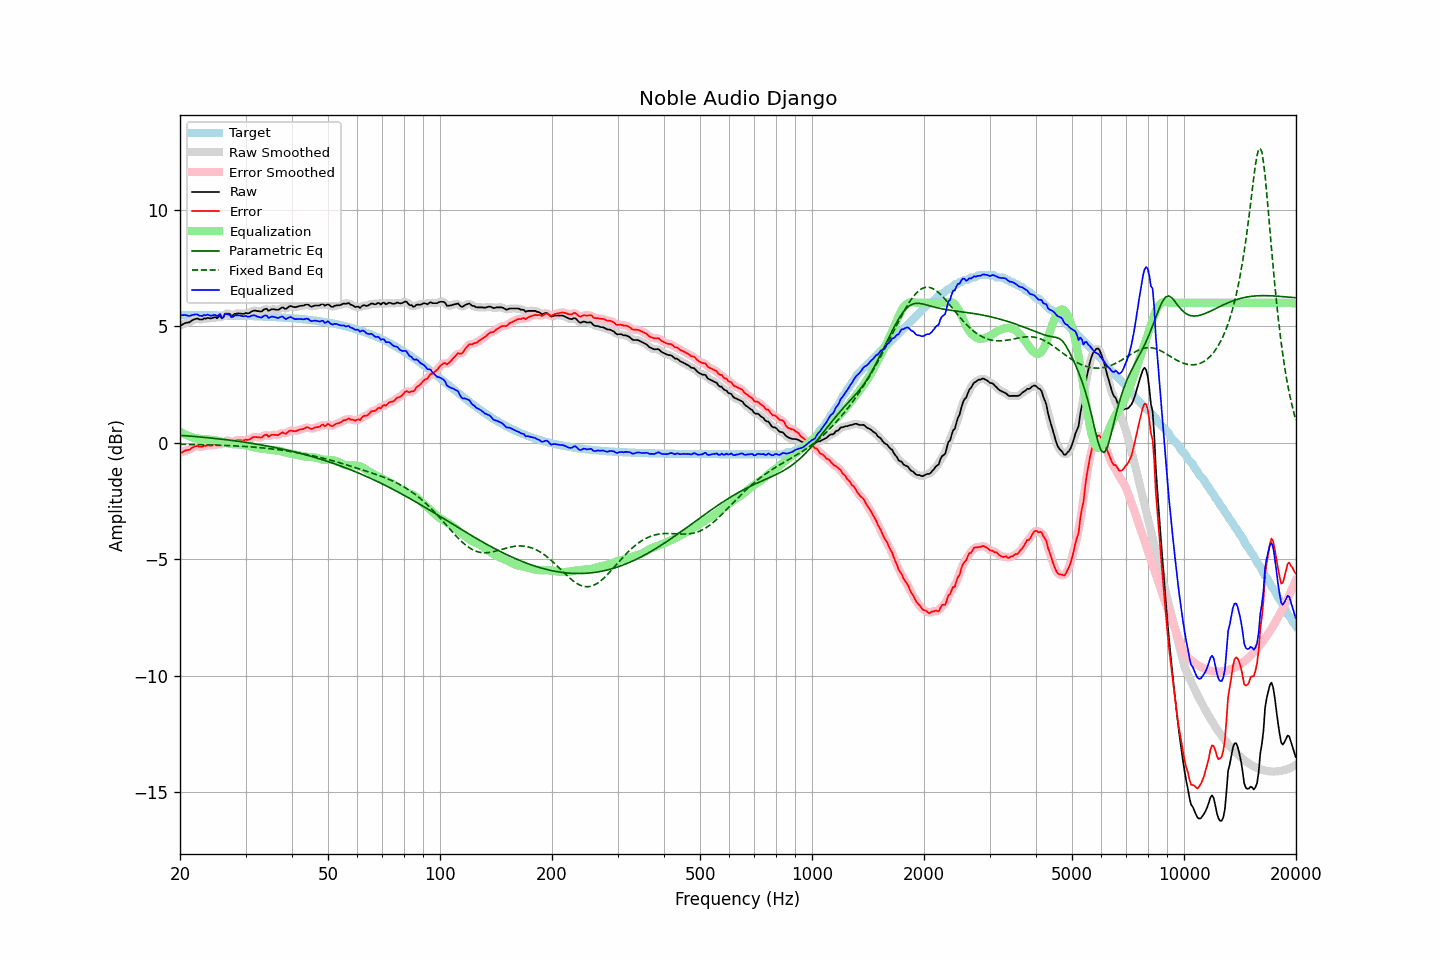 Noble Audio Django
Target
Raw Smoothed
Error Smoothed
Raw
Error
Equalization
Parametric Eq
Fixed Band Eq
Equalized
Amplitude (dBr)
10
5
0
−5
−10
−15
20
50
100
200
500
1000
2000
5000
10000
20000
Frequency (Hz)